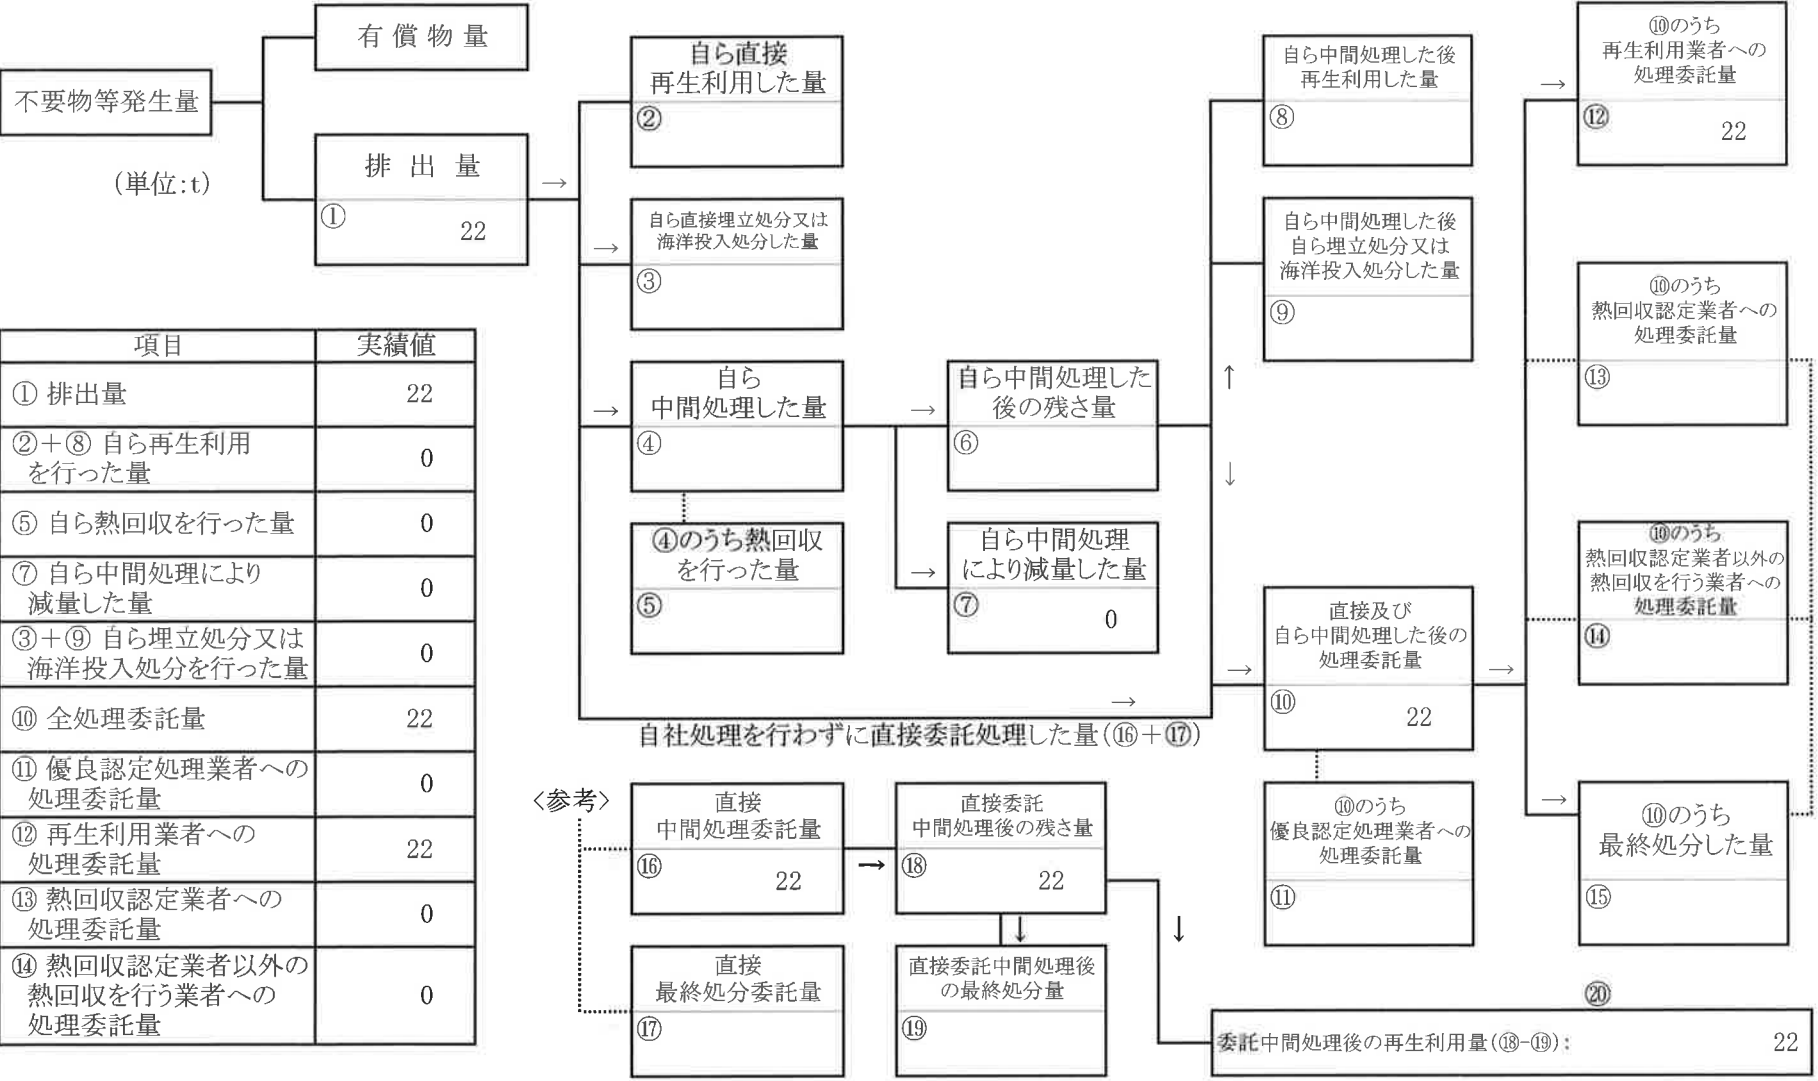 不要物等発生量
(単位:t)
有償物量
排出量
①
22
→
自ら直接
再生利用した量
②
→
自ら直接埋立処分又は
海洋投入処分した量
③
→
自ら
中間処理した量
④
④のうち熱回収
を行った量
⑤
→
自ら中間処理した
後の残さ量
⑥
→
自ら中間処理
により減量した量
⑦
0
→
自社処理を行わずに直接委託処理した量(⑯+⑰)
↑
↓
自ら中間処理した後
再生利用した量
⑧
自ら中間処理した後
自ら埋立処分又は
海洋投入処分した量
⑨
→
直接及び
自ら中間処理した後の
処理委託量
⑩
22
⑩のうち
優良認定処理業者への
処理委託量
⑪
→
→
⑩のうち
再生利用業者への
処理委託量
⑫
22
⑩のうち
熱回収認定業者への
処理委託量
⑬
⑩のうち
熱回収認定業者以外の
熱回収を行う業者への
処理委託量
⑭
→
⑩のうち
最終処分した量
⑮
項目 実績値
① 排出量 22
②+⑧ 自ら再生利用
を行った量 0
⑤ 自ら熱回収を行った量 0
⑦ 自ら中間処理により
減量した量 0
③+⑨ 自ら埋立処分又は
海洋投入処分を行った量 0
⑩ 全処理委託量 22
⑪ 優良認定処理業者への
処理委託量 0
⑫ 再生利用業者への
処理委託量 22
⑬ 熱回収認定業者への
処理委託量 0
⑭ 熱回収認定業者以外の
熱回収を行う業者への
処理委託量 0
〈参考〉
直接
中間処理委託量
⑯
22
→
直接委託
中間処理後の残さ量
⑱
22
↓
↓
直接
最終処分委託量
⑰
直接委託中間処理後
の最終処分量
⑲
⑳
委託中間処理後の再生利用量(⑱-⑲): 22